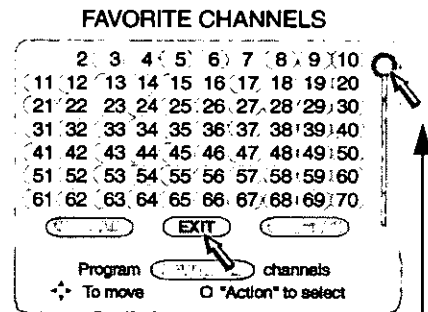 FAVORITE CHANNELS
2 3 4 5 6 7 8 9 10
11 12 13 14 15 16 17 18 19 20
21 22 23 24 25 26 27 28 29 30
31 32 33 34 35 36 37 38 39 40
41 42 43 44 45 46 47 48 49 50
51 52 53 54 55 56 57 58 59 60
61 62 63 64 65 66 67 68 69 70
EXIT
Program channels
To move O "Action" to select